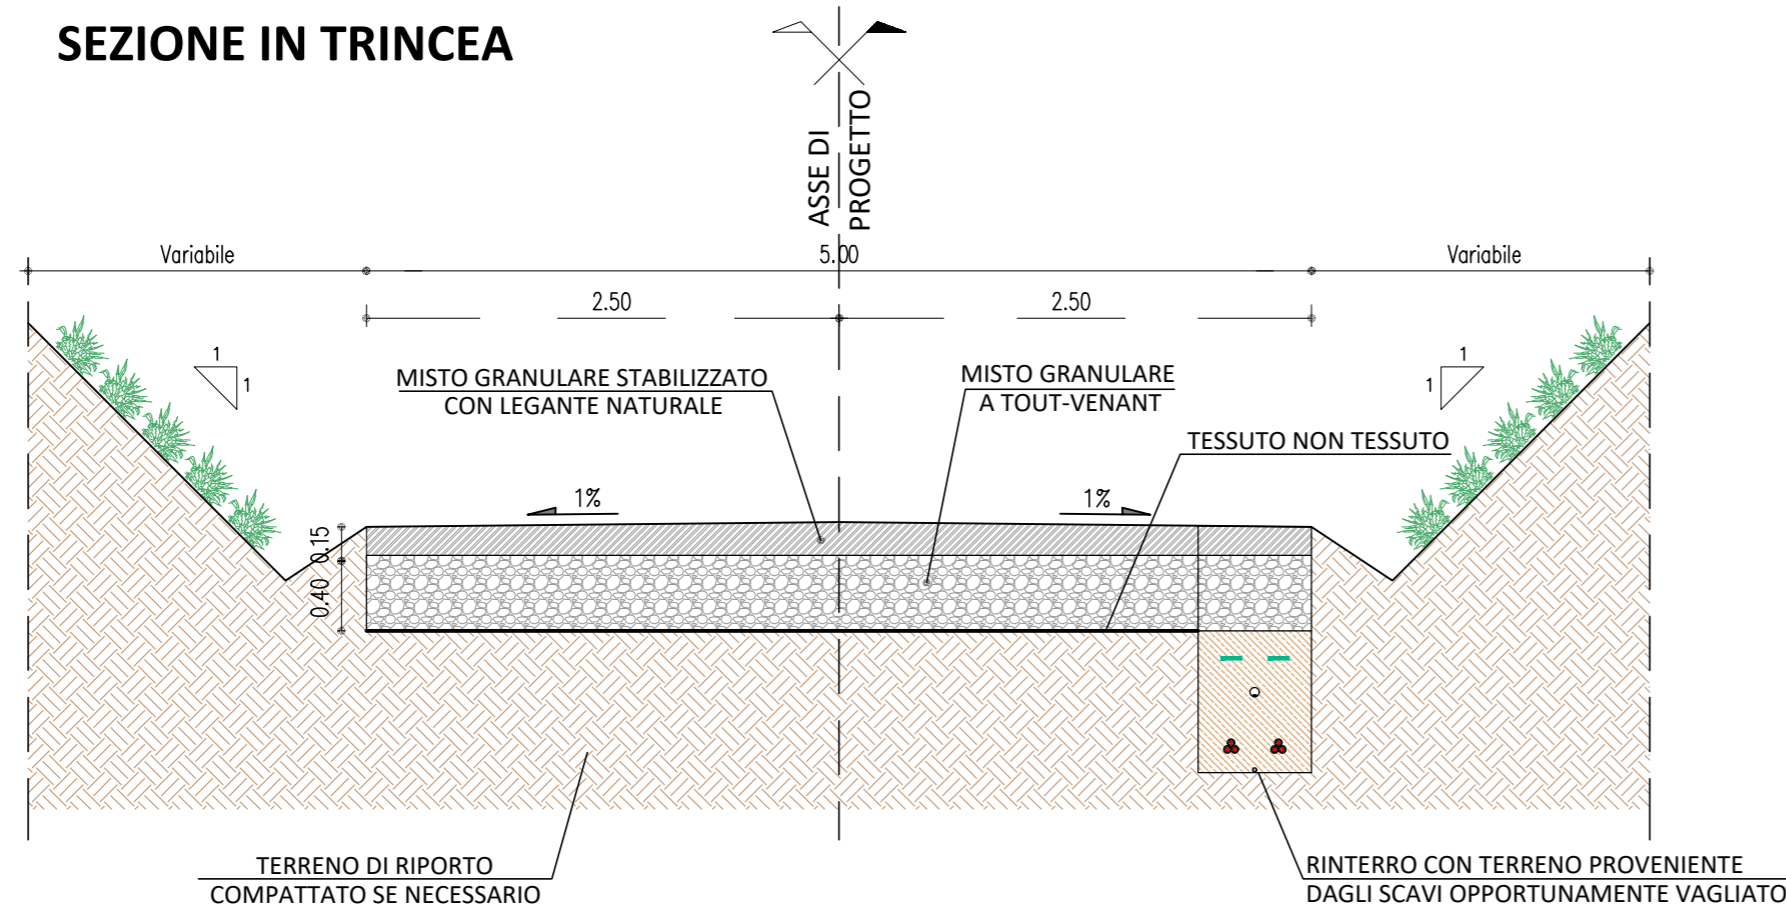 SEZIONE IN TRINCEA
ASSE DI
PROGETTO
Variabile
5.00
Variabile
2.50
2.50
1
1
1
1
MISTO GRANULARE STABILIZZATO
CON LEGANTE NATURALE
MISTO GRANULARE
A TOUT-VENANT
TESSUTO NON TESSUTO
1%
1%
0.15
0.40
TERRENO DI RIPORTO
COMPATTATO SE NECESSARIO
RINTERRO CON TERRENO PROVENIENTE
DAGLI SCAVI OPPORTUNAMENTE VAGLIATO